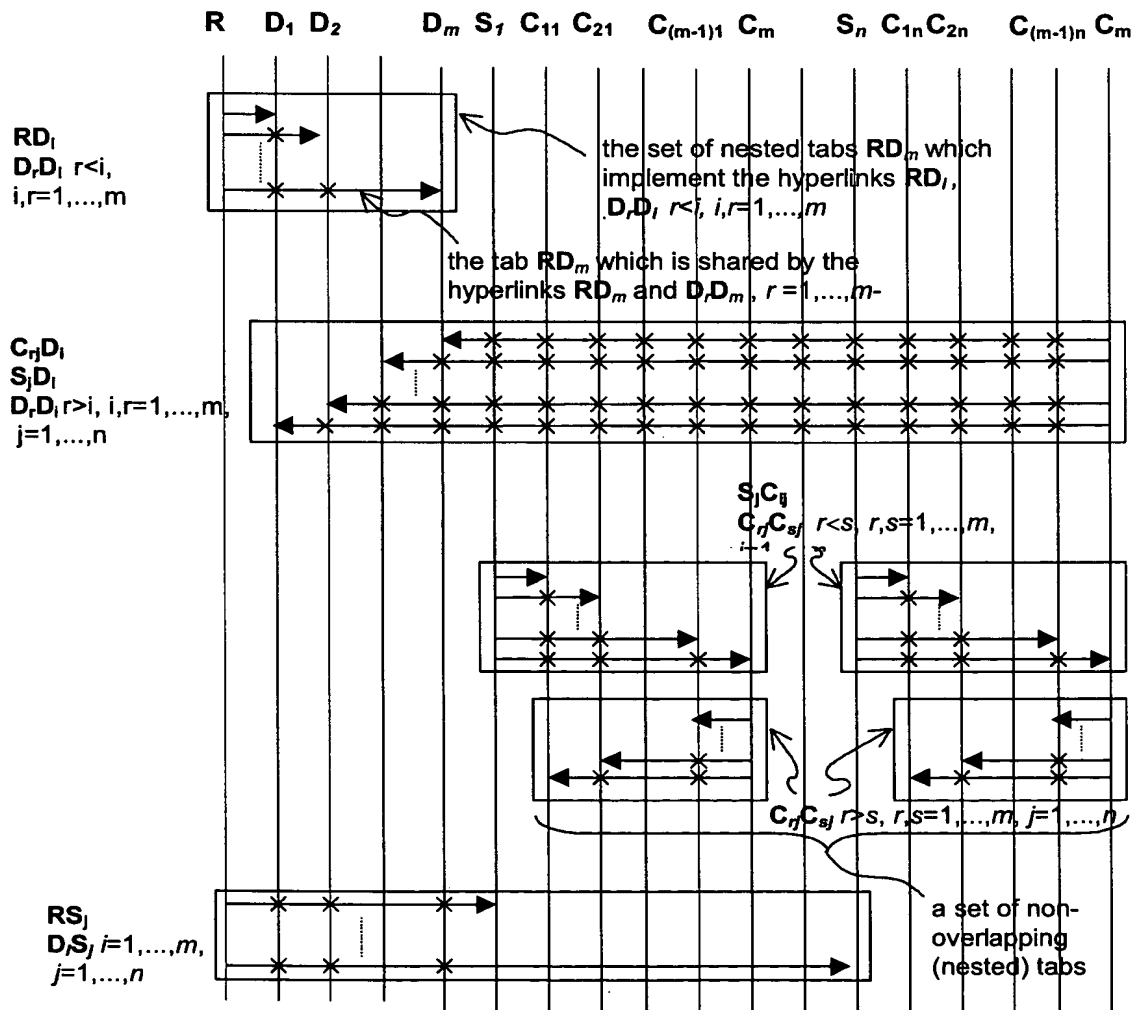 R D₁ D₂ Dₘ S₁ C₁₁ C₂₁ C₍ₘ₋₁₎₁ Cₘ Sₙ C₁ₙ C₂ₙ C₍ₘ₋₁₎ₙ Cₘ
RDᵢ
DᵣDᵢ r<i,
i,r=1,...,m
the set of nested tabs RDₘ which
implement the hyperlinks RDᵢ,
DᵣDᵢ r<i, i,r=1,...,m
the tab RDₘ which is shared by the
hyperlinks RDₘ and DᵣDₘ, r =1,...,m-
CᵣⱼDᵢ
SⱼDᵢ
DᵣDᵢ r>i, i,r=1,...,m,
j=1,...,n
SⱼCᵢⱼ
CᵣⱼCₛⱼ r<s, r,s=1,...,m,
CᵣⱼCₛⱼ r>s, r,s=1,...,m, j=1,...,n
a set of non-
overlapping
(nested) tabs
RSⱼ
DᵢSⱼ i=1,...,m,
j=1,...,n